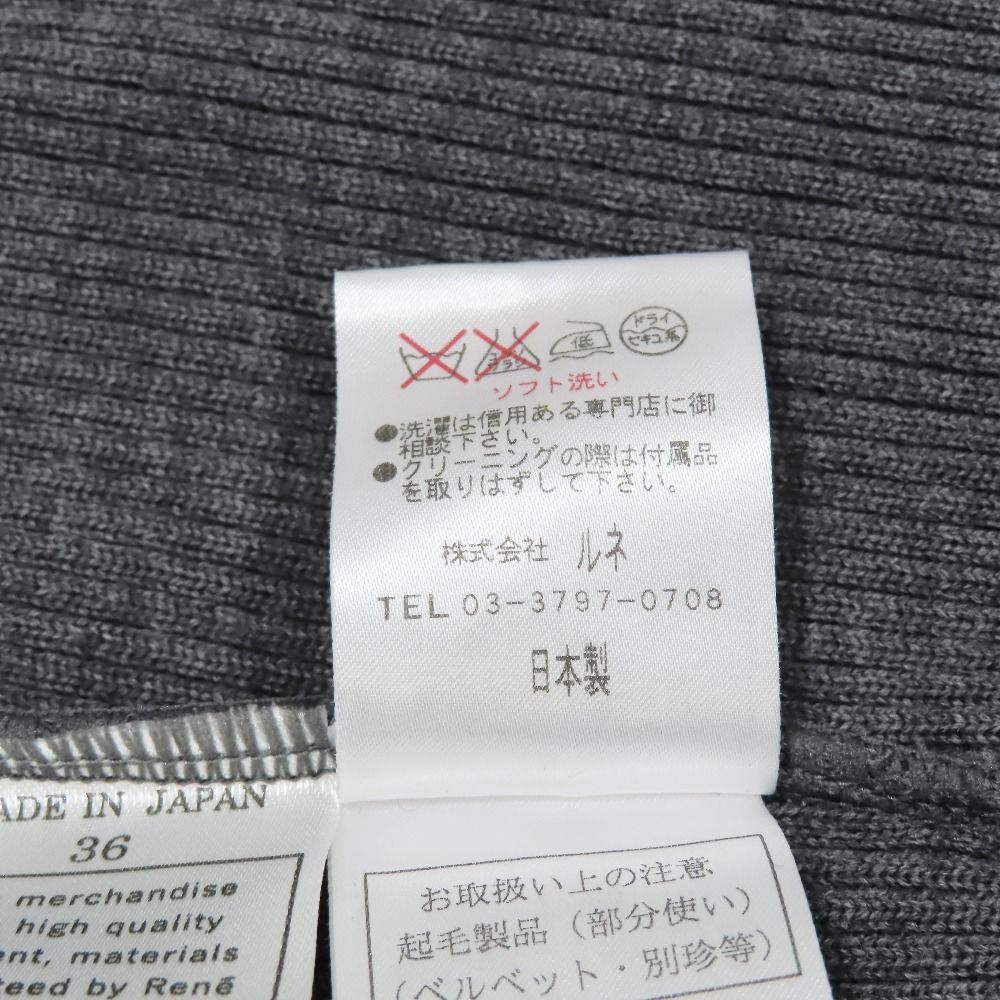 低
ドライ
セキユ系
ソフト洗い
●洗濯は信用ある専門店に御
相談下さい。
●クリーニングの際は付属品
を取りはずして下さい。
株式会社 ルネ
TEL 03-3797-0708
日本製
ADE IN JAPAN
36
merchandise
high quality
ent, materials
teed by René
お取扱い上の注意
起毛製品（部分使い）
（ベルベット・別珍等）